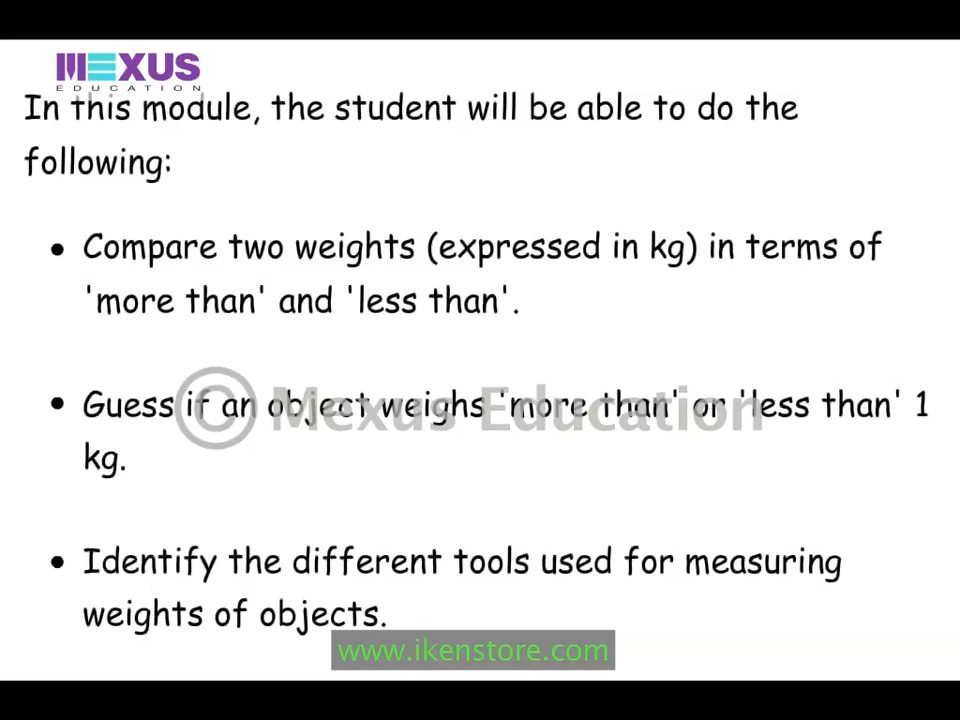 MEXUS
EDUCATION
In this module, the student will be able to do the
following:
• Compare two weights (expressed in kg) in terms of
'more than' and 'less than'.
• Guess if an object weighs 'more than' or 'less than' 1
kg.
© Mexus Education
• Identify the different tools used for measuring
weights of objects.
www.ikenstore.com